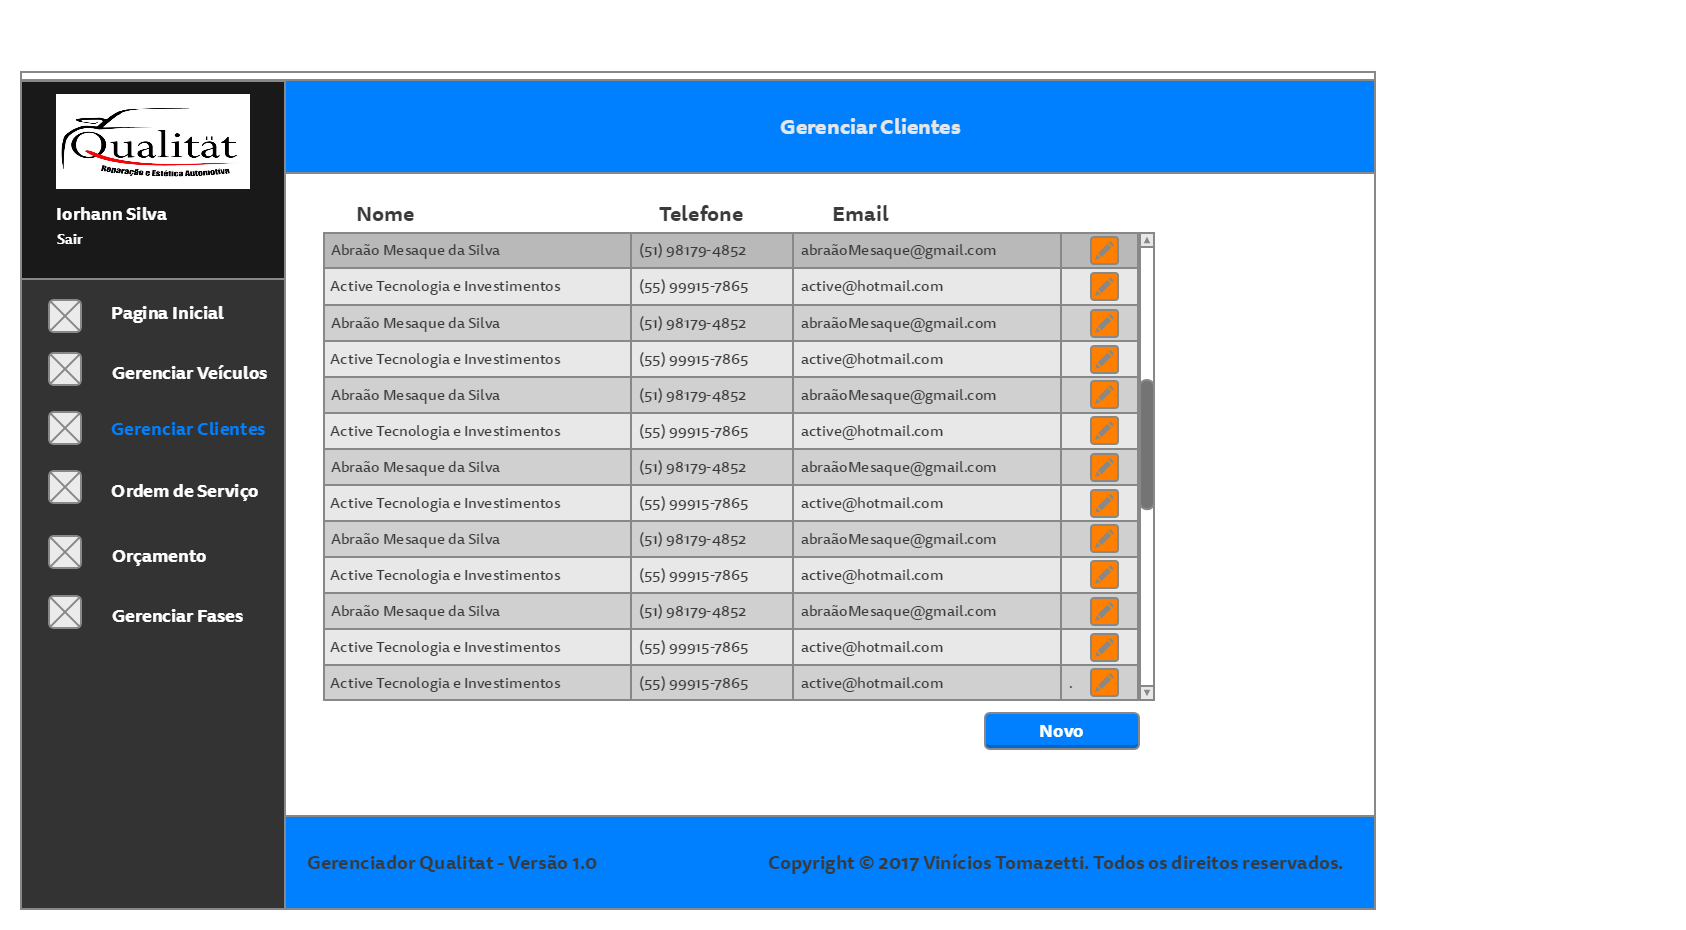 Qualität
Reparação e Estética Automotiva
Iorhann Silva
Sair
Pagina Inicial
Gerenciar Veículos
Gerenciar Clientes
Ordem de Serviço
Orçamento
Gerenciar Fases
Gerenciar Clientes
Nome Telefone Email
Abraão Mesaque da Silva (51) 98179-4852 abraãoMesaque@gmail.com
Active Tecnologia e Investimentos (55) 99915-7865 active@hotmail.com
Abraão Mesaque da Silva (51) 98179-4852 abraãoMesaque@gmail.com
Active Tecnologia e Investimentos (55) 99915-7865 active@hotmail.com
Abraão Mesaque da Silva (51) 98179-4852 abraãoMesaque@gmail.com
Active Tecnologia e Investimentos (55) 99915-7865 active@hotmail.com
Abraão Mesaque da Silva (51) 98179-4852 abraãoMesaque@gmail.com
Active Tecnologia e Investimentos (55) 99915-7865 active@hotmail.com
Abraão Mesaque da Silva (51) 98179-4852 abraãoMesaque@gmail.com
Active Tecnologia e Investimentos (55) 99915-7865 active@hotmail.com
Abraão Mesaque da Silva (51) 98179-4852 abraãoMesaque@gmail.com
Active Tecnologia e Investimentos (55) 99915-7865 active@hotmail.com
Active Tecnologia e Investimentos (55) 99915-7865 active@hotmail.com .
Novo
Gerenciador Qualitat - Versão 1.0 Copyright © 2017 Vinícios Tomazetti. Todos os direitos reservados.